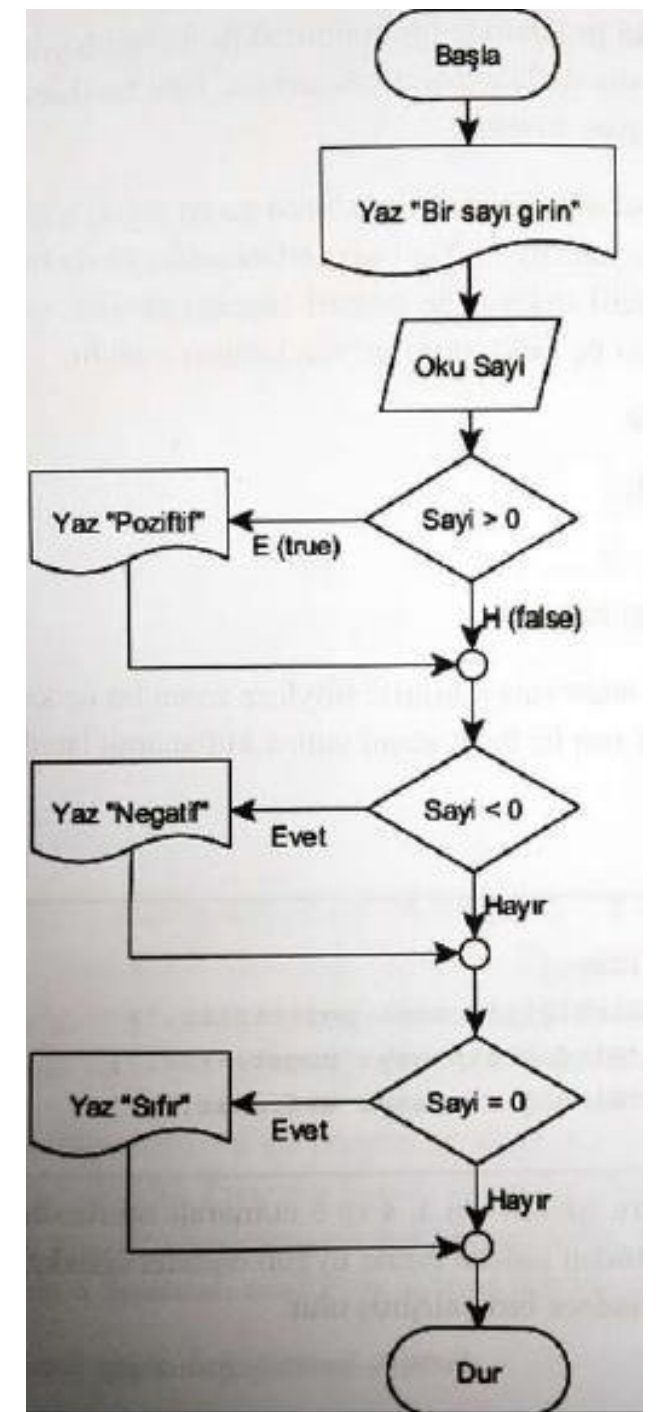 Başla
Yaz "Bir sayı girin"
Oku Sayi
Sayi > 0
Yaz "Poziftif"
E (true)
H (false)
Sayi < 0
Yaz "Negatif"
Evet
Hayır
Sayi = 0
Yaz "Sıfır"
Evet
Hayır
Dur